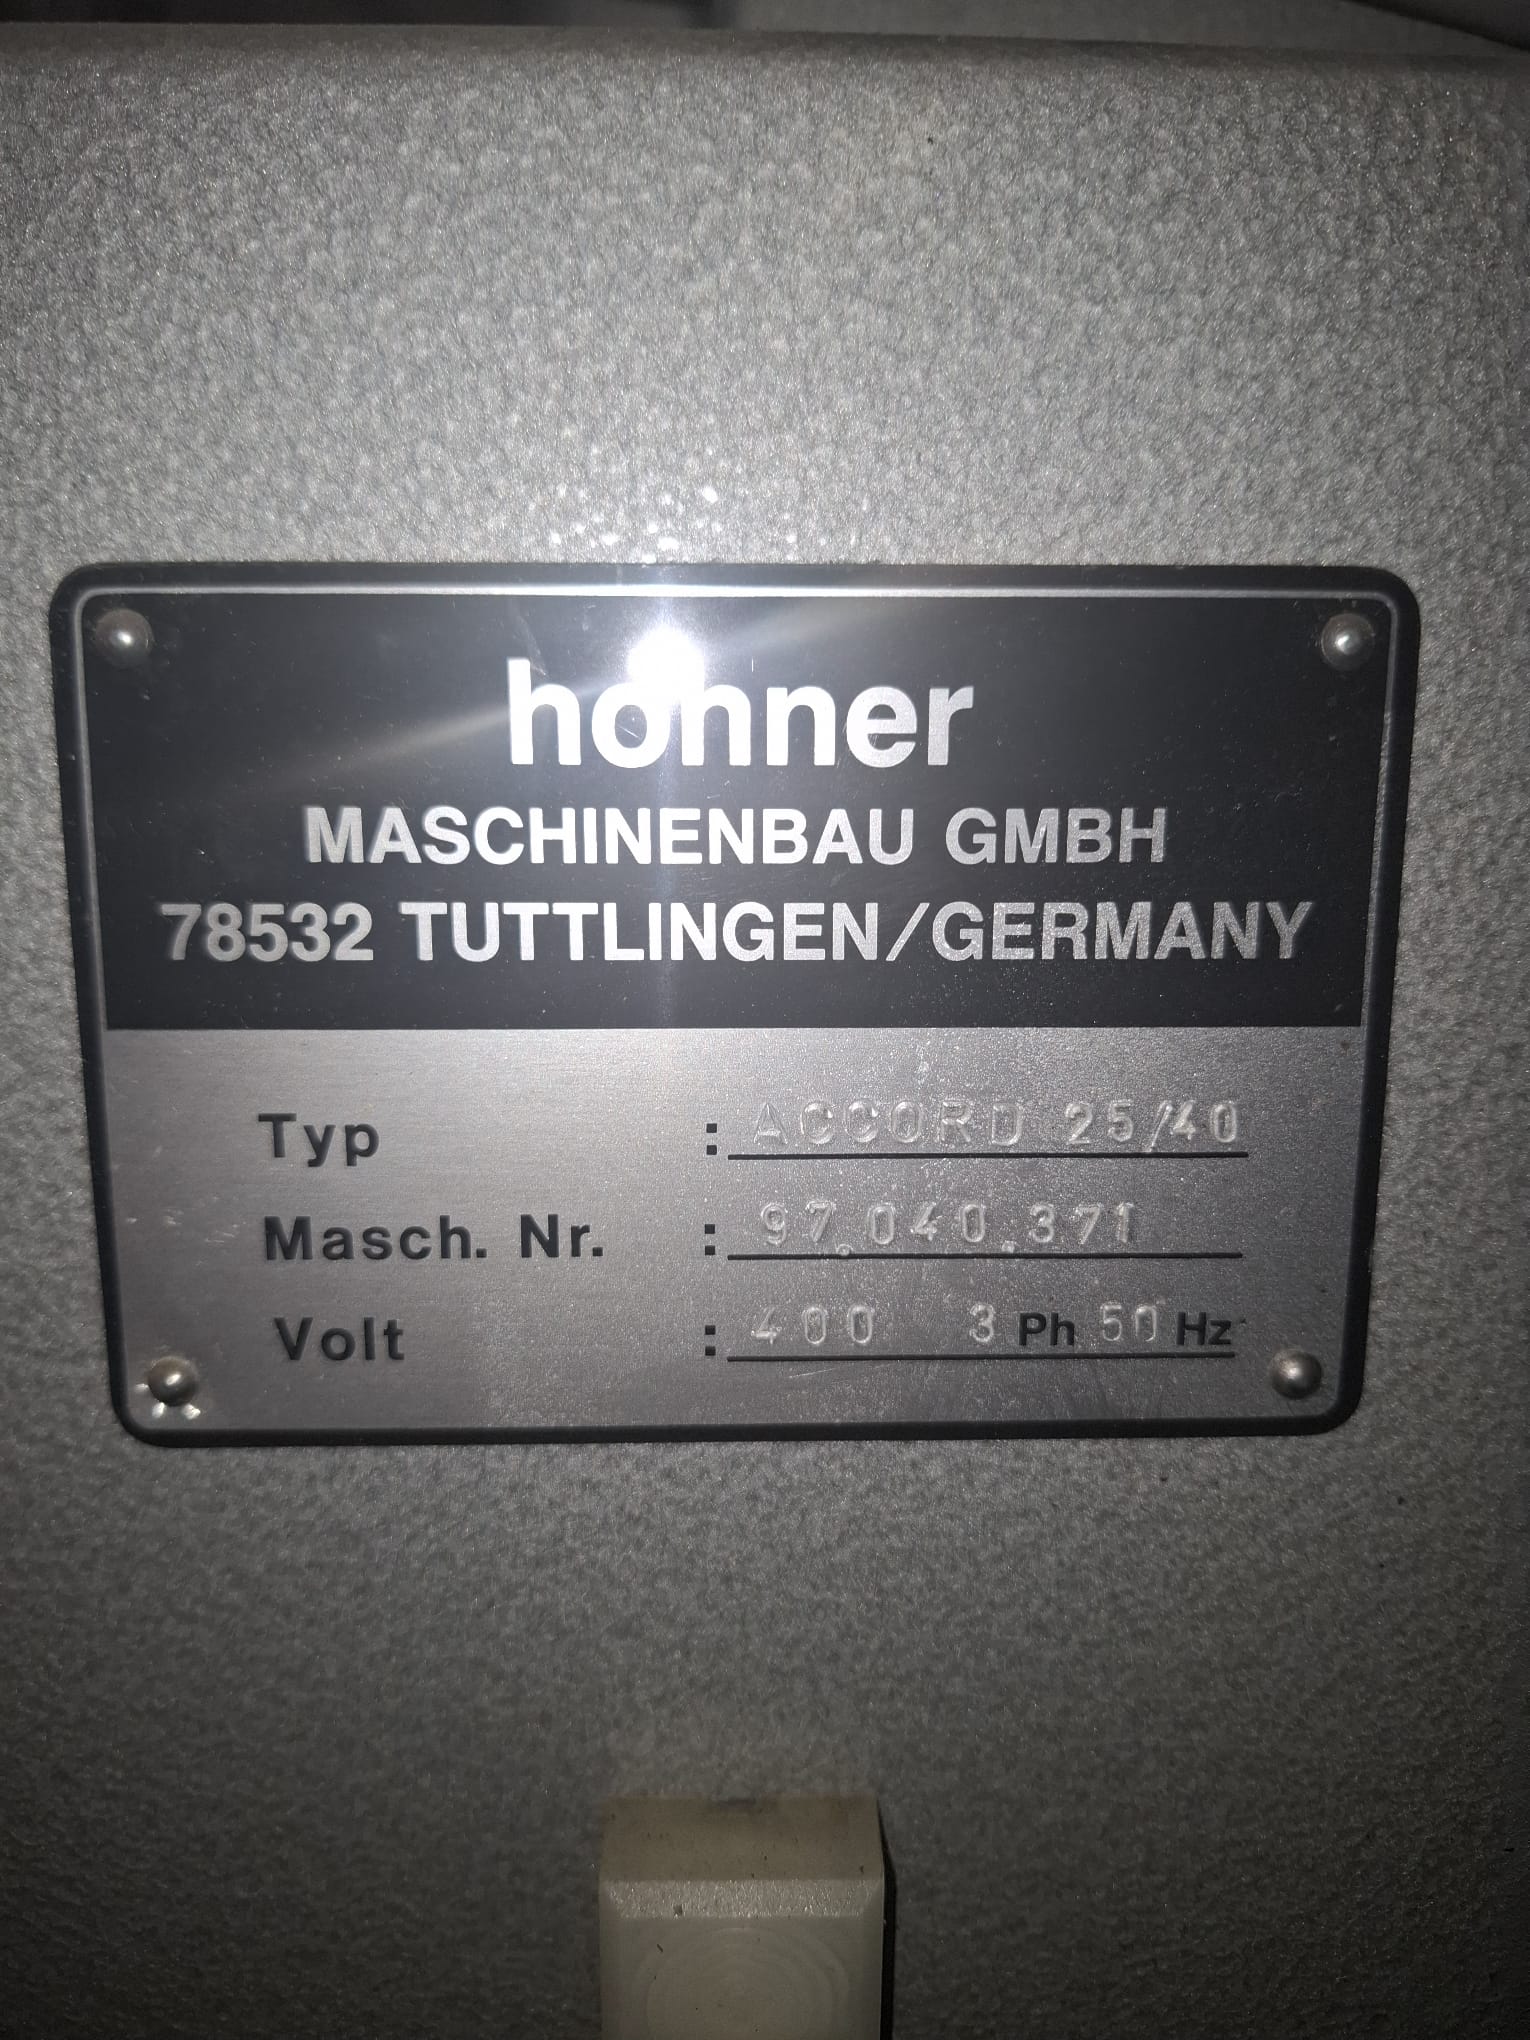 hohner
MASCHINENBAU GMBH
78532 TUTTLINGEN/GERMANY
Typ : ACCORD 25/40
Masch. Nr. : 97.040.371
Volt : 400 3 Ph 50 Hz